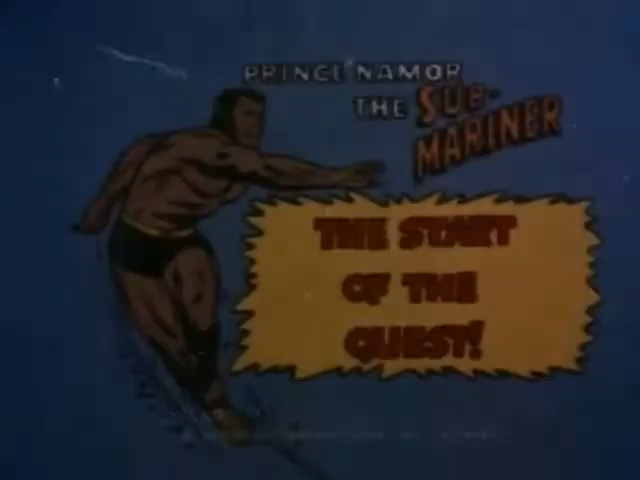 PRINCE NAMOR
THE SUB-
MARINER
THE START
OF THE
QUEST!